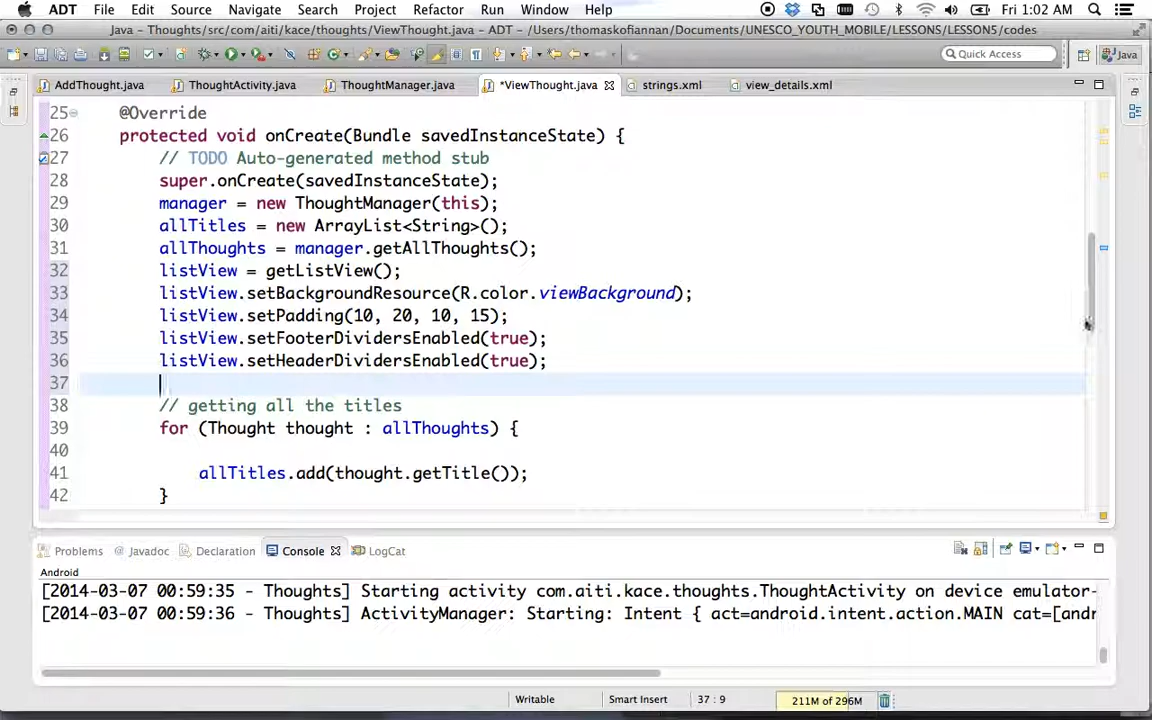 ADT File Edit Source Navigate Search Project Refactor Run Window Help Fri 1:02 AM
Java – Thoughts/src/com/aiti/kace/thoughts/ViewThought.java – ADT – /Users/thomaskofiannan/Documents/UNESCO_YOUTH_MOBILE/LESSON5/LESSON5/codes
Quick Access Java
AddThought.java ThoughtActivity.java ThoughtManager.java *ViewThought.java strings.xml view_details.xml
25 @Override
26 protected void onCreate(Bundle savedInstanceState) {
27 // TODO Auto-generated method stub
28 super.onCreate(savedInstanceState);
29 manager = new ThoughtManager(this);
30 allTitles = new ArrayList<String>();
31 allThoughts = manager.getAllThoughts();
32 listView = getListView();
33 listView.setBackgroundResource(R.color.viewBackground);
34 listView.setPadding(10, 20, 10, 15);
35 listView.setFooterDividersEnabled(true);
36 listView.setHeaderDividersEnabled(true);
37
38 // getting all the titles
39 for (Thought thought : allThoughts) {
40
41 allTitles.add(thought.getTitle());
42 }
Problems Javadoc Declaration Console LogCat
Android
[2014-03-07 00:59:35 - Thoughts] Starting activity com.aiti.kace.thoughts.ThoughtActivity on device emulator-
[2014-03-07 00:59:36 - Thoughts] ActivityManager: Starting: Intent { act=android.intent.action.MAIN cat=[andr
Writable Smart Insert 37 : 9 211M of 296M